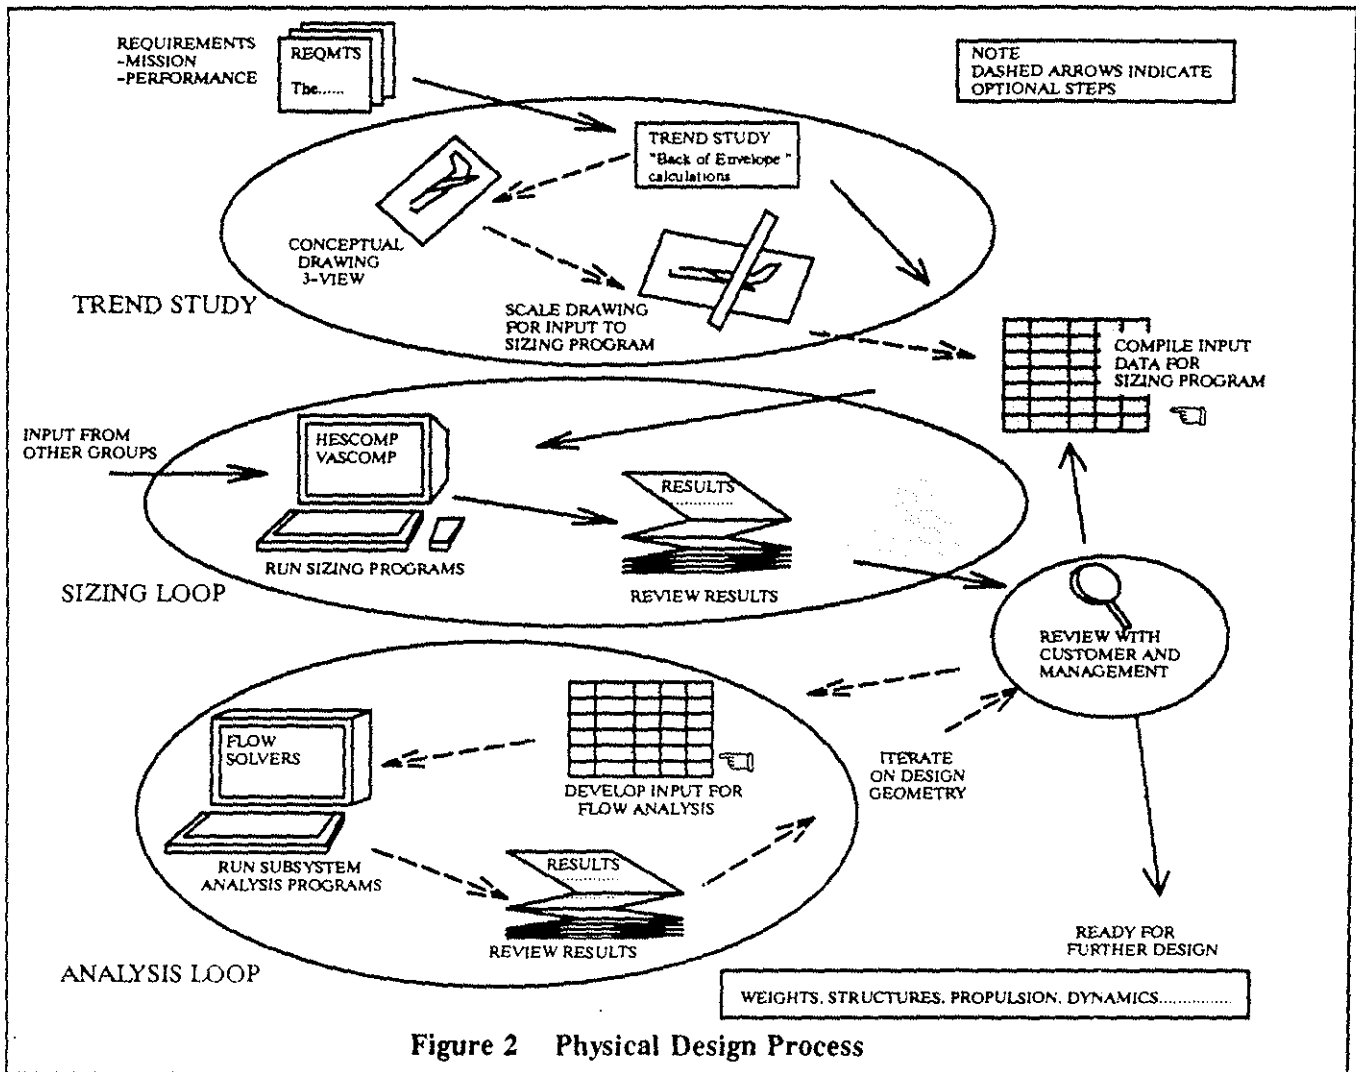 REQUIREMENTS
-MISSION
-PERFORMANCE
REQMTS
The......
NOTE
DASHED ARROWS INDICATE
OPTIONAL STEPS
TREND STUDY
"Back of Envelope"
calculations
CONCEPTUAL
DRAWING
3-VIEW
TREND STUDY
SCALE DRAWING
FOR INPUT TO
SIZING PROGRAM
COMPILE INPUT
DATA FOR
SIZING PROGRAM
INPUT FROM
OTHER GROUPS
HESCOMP
VASCOMP
RESULTS
RUN SIZING PROGRAMS
REVIEW RESULTS
SIZING LOOP
REVIEW WITH
CUSTOMER AND
MANAGEMENT
FLOW
SOLVERS
DEVELOP INPUT FOR
FLOW ANALYSIS
ITERATE
ON DESIGN
GEOMETRY
RUN SUBSYSTEM
ANALYSIS PROGRAMS
RESULTS
REVIEW RESULTS
READY FOR
FURTHER DESIGN
ANALYSIS LOOP
WEIGHTS. STRUCTURES. PROPULSION. DYNAMICS................
Figure 2 Physical Design Process